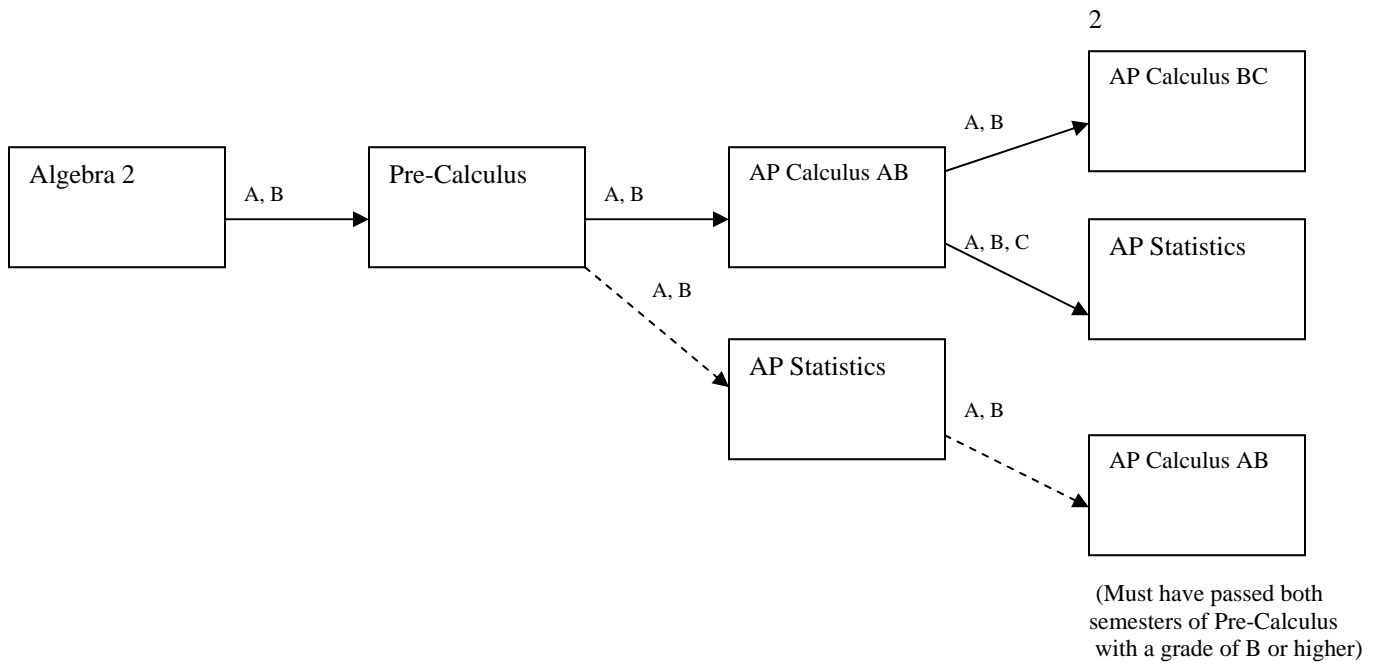 2
AP Calculus BC
A, B
Algebra 2
Pre-Calculus
AP Calculus AB
A, B
A, B
A, B, C
AP Statistics
A, B
AP Statistics
A, B
AP Calculus AB
(Must have passed both
semesters of Pre-Calculus
with a grade of B or higher)